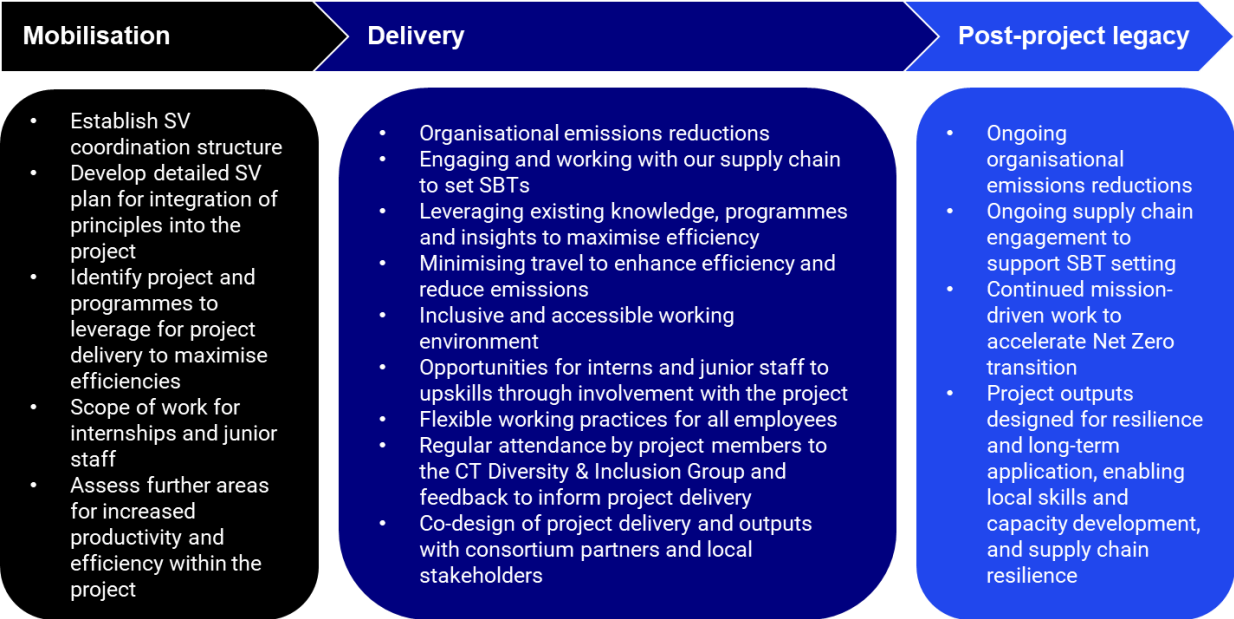 Mobilisation
Delivery
Post-project legacy
• Establish SV
coordination structure
• Develop detailed SV
plan for integration of
principles into the
project
• Identify project and
programmes to
leverage for project
delivery to maximise
efficiencies
• Scope of work for
internships and junior
staff
• Assess further areas
for increased
productivity and
efficiency within the
project
• Organisational emissions reductions
• Engaging and working with our supply chain
to set SBTs
• Leveraging existing knowledge, programmes
and insights to maximise efficiency
• Minimising travel to enhance efficiency and
reduce emissions
• Inclusive and accessible working
environment
• Opportunities for interns and junior staff to
upskills through involvement with the project
• Flexible working practices for all employees
• Regular attendance by project members to
the CT Diversity & Inclusion Group and
feedback to inform project delivery
• Co-design of project delivery and outputs
with consortium partners and local
stakeholders
• Ongoing
organisational
emissions reductions
• Ongoing supply chain
engagement to
support SBT setting
• Continued mission-
driven work to
accelerate Net Zero
transition
• Project outputs
designed for resilience
and long-term
application, enabling
local skills and
capacity development,
and supply chain
resilience